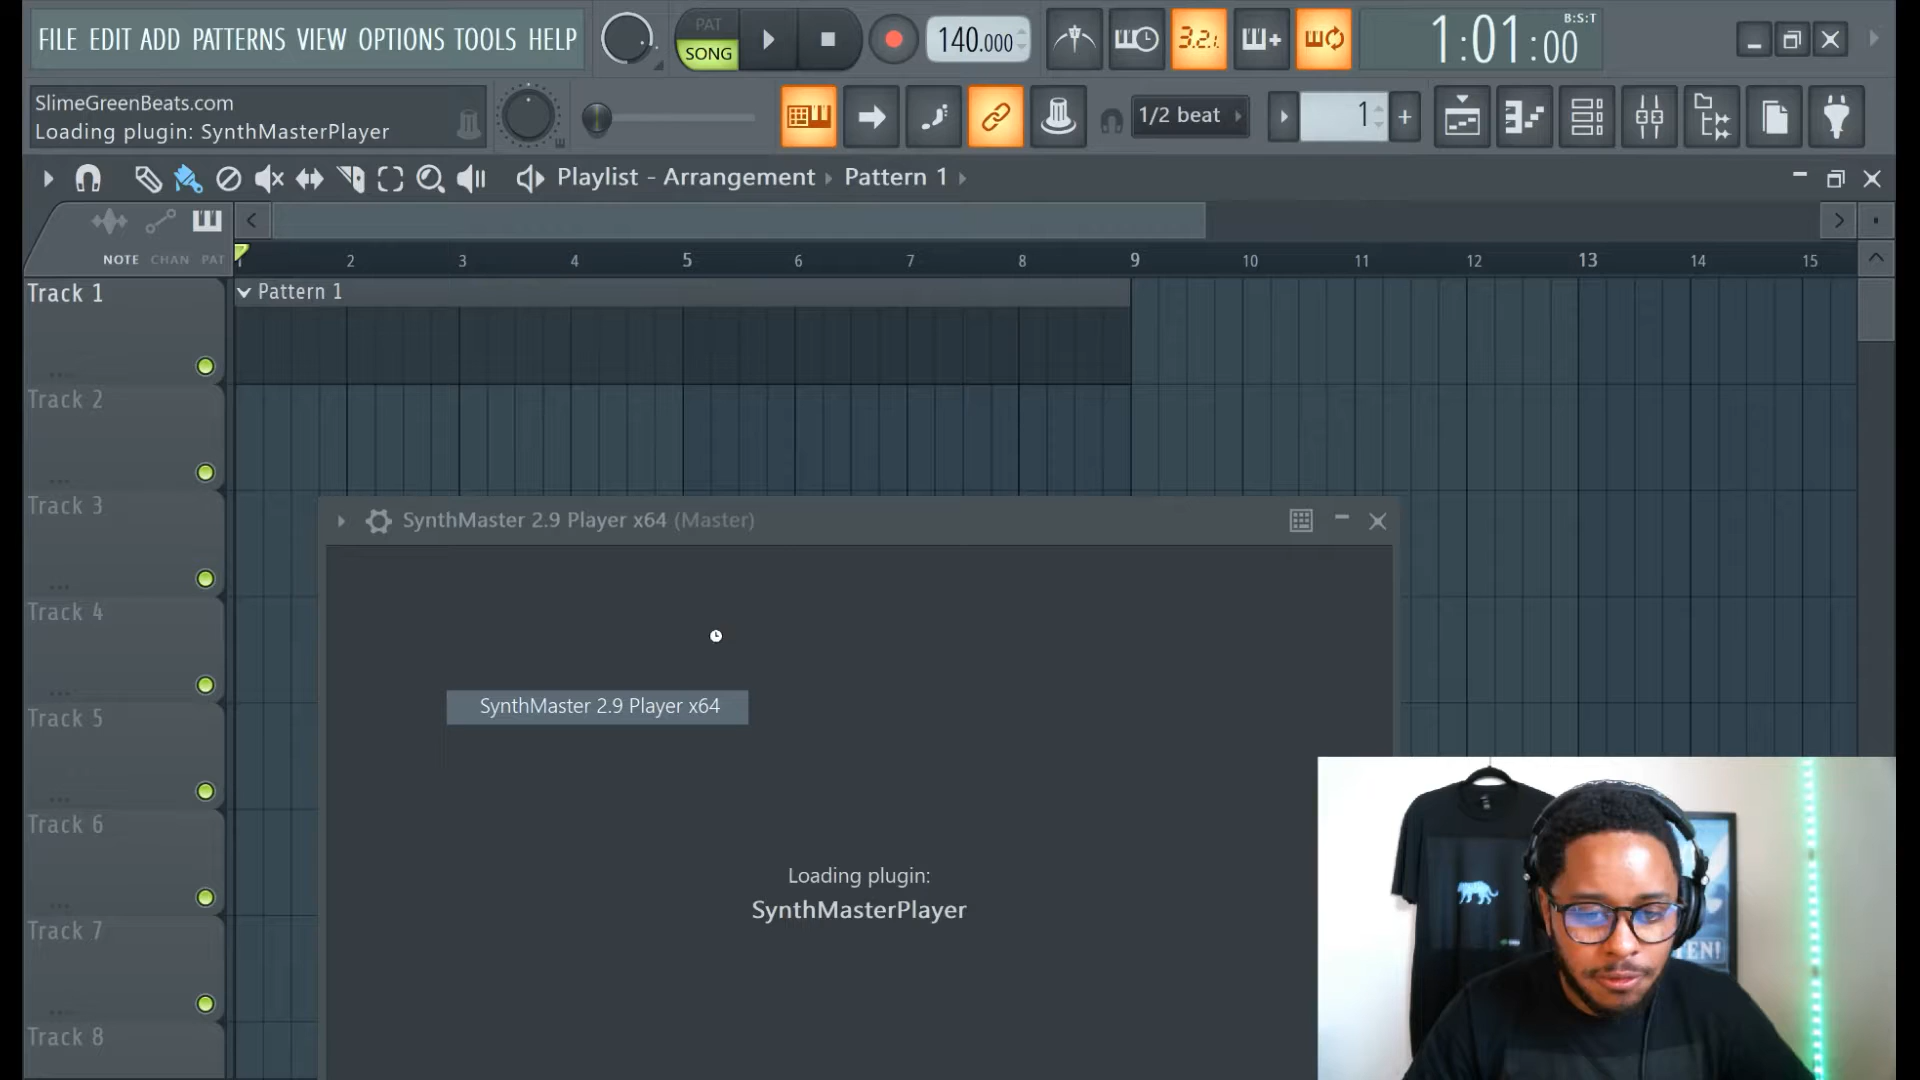 FILE EDIT ADD PATTERNS VIEW OPTIONS TOOLS HELP
PAT
SONG
140.000
3.2.1.
1:01:00
B:S:T
SlimeGreenBeats.com
Loading plugin: SynthMasterPlayer
1/2 beat
1
Playlist - Arrangement Pattern 1
NOTE CHAN PAT
1 2 3 4 5 6 7 8 9 10 11 12 13 14 15
Track 1
Pattern 1
Track 2
Track 3
SynthMaster 2.9 Player x64 (Master)
Track 4
SynthMaster 2.9 Player x64
Track 5
Track 6
Loading plugin:
SynthMasterPlayer
Track 7
Track 8